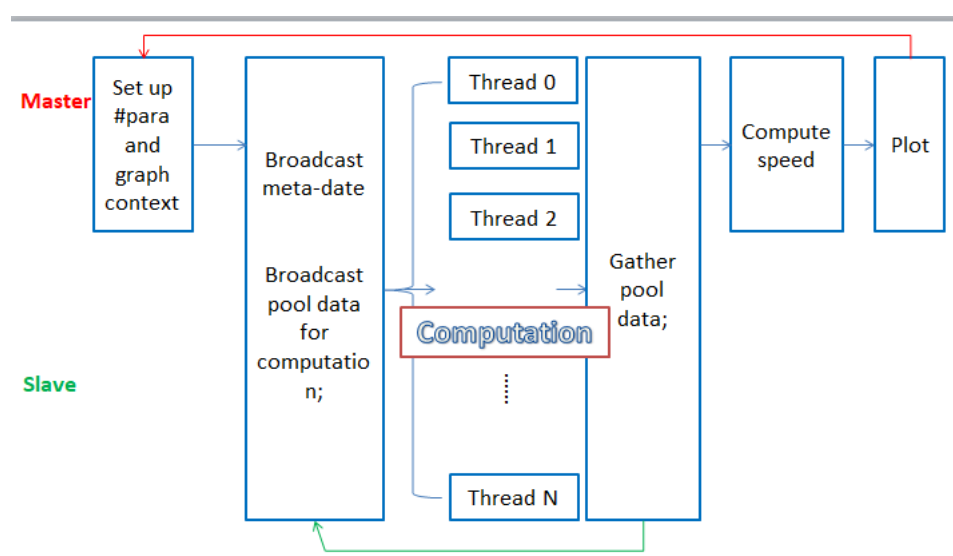 Master
Set up
#para
and
graph
context
Broadcast
meta-date
Broadcast
pool data
for
computatio
n;
Thread 0
Thread 1
Thread 2
Computation
Thread N
Gather
pool
data;
Compute
speed
Plot
Slave